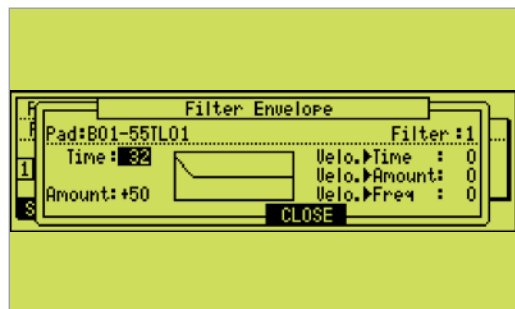 Filter Envelope
Pad:B01-55TL01 Filter:1
Time: 32 Velo.▶Time : 0
Velo.▶Amount: 0
Amount:+50 Velo.▶Freq : 0
1
CLOSE